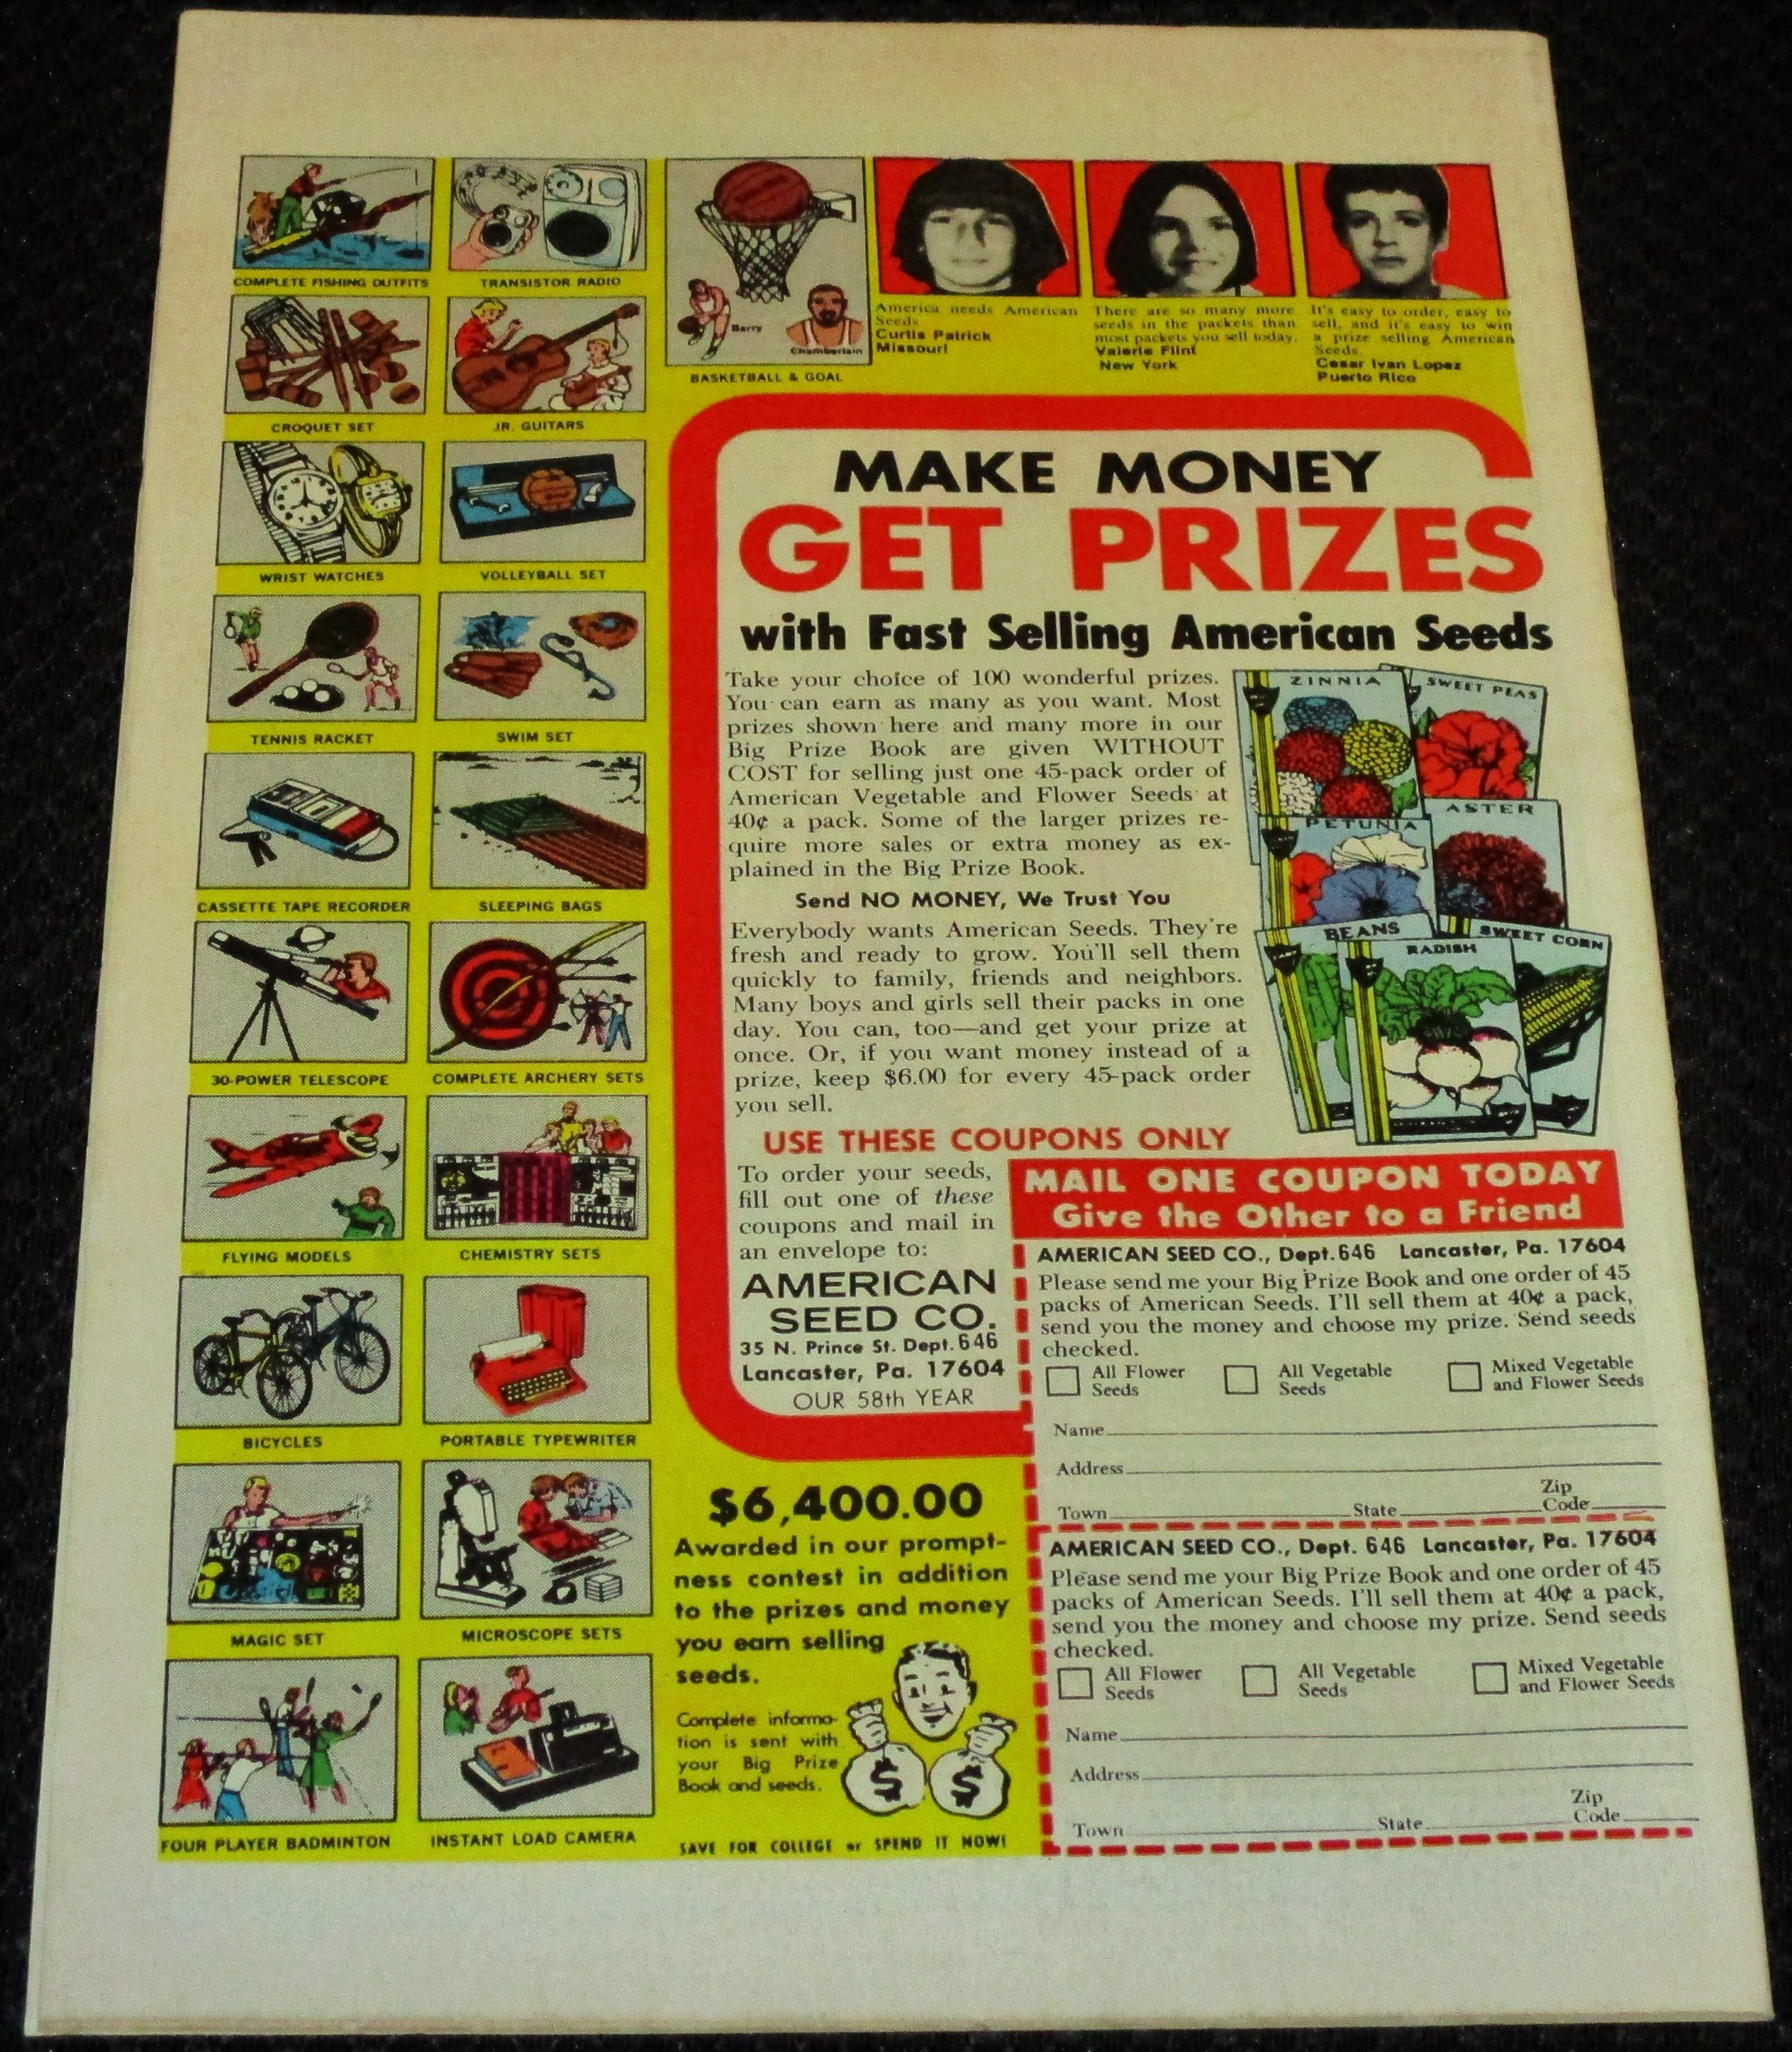 COMPLETE FISHING OUTFITS
TRANSISTOR RADIO
CROQUET SET
JR. GUITARS
WRIST WATCHES
VOLLEYBALL SET
TENNIS RACKET
SWIM SET
CASSETTE TAPE RECORDER
SLEEPING BAGS
30-POWER TELESCOPE
COMPLETE ARCHERY SETS
FLYING MODELS
CHEMISTRY SETS
BICYCLES
PORTABLE TYPEWRITER
MAGIC SET
MICROSCOPE SETS
FOUR PLAYER BADMINTON
INSTANT LOAD CAMERA
Barry
Chamberlain
BASKETBALL & GOAL
America needs American
Seeds
Curtis Patrick
Missouri
There are so many more
seeds in the packets than
most packets you sell today.
Valerie Flint
New York
It's easy to order, easy to
sell, and it's easy to win
a prize selling American
Seeds.
Cesar Ivan Lopez
Puerto Rico
MAKE MONEY
GET PRIZES
with Fast Selling American Seeds
Take your choice of 100 wonderful prizes.
You can earn as many as you want. Most
prizes shown here and many more in our
Big Prize Book are given WITHOUT
COST for selling just one 45-pack order of
American Vegetable and Flower Seeds at
40¢ a pack. Some of the larger prizes re-
quire more sales or extra money as ex-
plained in the Big Prize Book.
Send NO MONEY, We Trust You
Everybody wants American Seeds. They're
fresh and ready to grow. You'll sell them
quickly to family, friends and neighbors.
Many boys and girls sell their packs in one
day. You can, too—and get your prize at
once. Or, if you want money instead of a
prize, keep $6.00 for every 45-pack order
you sell.
ZINNIA
SWEET PEAS
PETUNIA
ASTER
BEANS
RADISH
SWEET CORN
USE THESE COUPONS ONLY
To order your seeds,
fill out one of these
coupons and mail in
an envelope to:
AMERICAN
SEED CO.
35 N. Prince St. Dept. 646
Lancaster, Pa. 17604
OUR 58th YEAR
MAIL ONE COUPON TODAY
Give the Other to a Friend
AMERICAN SEED CO., Dept. 646 Lancaster, Pa. 17604
Please send me your Big Prize Book and one order of 45
packs of American Seeds. I'll sell them at 40¢ a pack,
send you the money and choose my prize. Send seeds
checked.
All Flower All Vegetable Mixed Vegetable
Seeds Seeds and Flower Seeds
Name
Address
Zip
Town State Code
AMERICAN SEED CO., Dept. 646 Lancaster, Pa. 17604
Please send me your Big Prize Book and one order of 45
packs of American Seeds. I'll sell them at 40¢ a pack,
send you the money and choose my prize. Send seeds
checked.
All Flower All Vegetable Mixed Vegetable
Seeds Seeds and Flower Seeds
Name
Address
Zip
Town State Code
$6,400.00
Awarded in our prompt-
ness contest in addition
to the prizes and money
you earn selling
seeds.
Complete informa-
tion is sent with
your Big Prize
Book and seeds.
$ $
SAVE FOR COLLEGE or SPEND IT NOW!